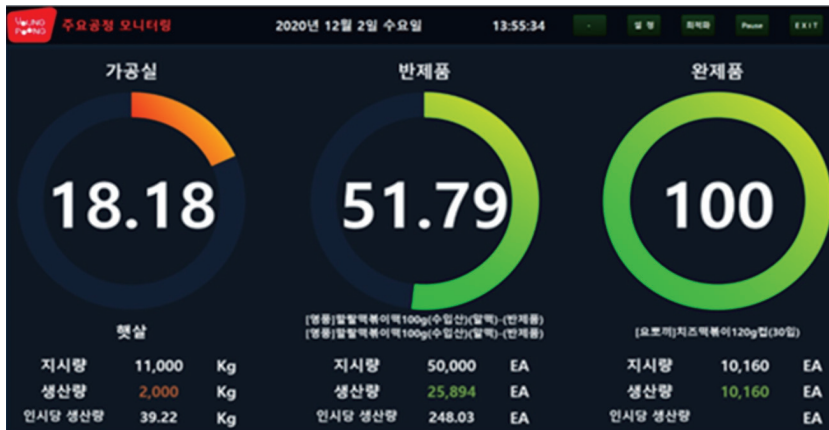 YOUNG POONG
주요공정 모니터링
2020년 12월 2일 수요일
13:55:34
-
설 정
최적화
Pause
EXIT
가공실
반제품
완제품
18.18
51.79
100
햇살
[영풍]찰떡볶이떡100g(수입산)(알떡)-(반제품)
[영풍]찰떡볶이떡100g(수입산)(알떡)-(반제품)
[요뽀끼]치즈떡볶이120g컵(30입)
지시량 11,000 Kg
지시량 50,000 EA
지시량 10,160 EA
생산량 2,000 Kg
생산량 25,894 EA
생산량 10,160 EA
인시당 생산량 39.22 Kg
인시당 생산량 248.03 EA
인시당 생산량 EA